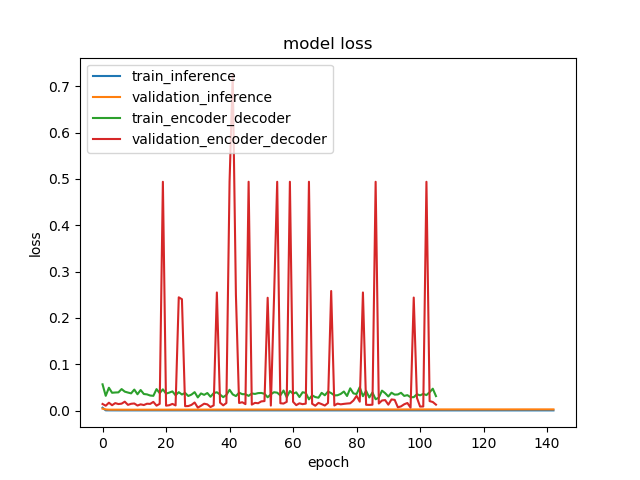 model loss
train_inference
validation_inference
train_encoder_decoder
validation_encoder_decoder
0.7
0.6
0.5
0.4
0.3
0.2
0.1
0.0
loss
0 20 40 60 80 100 120 140
epoch